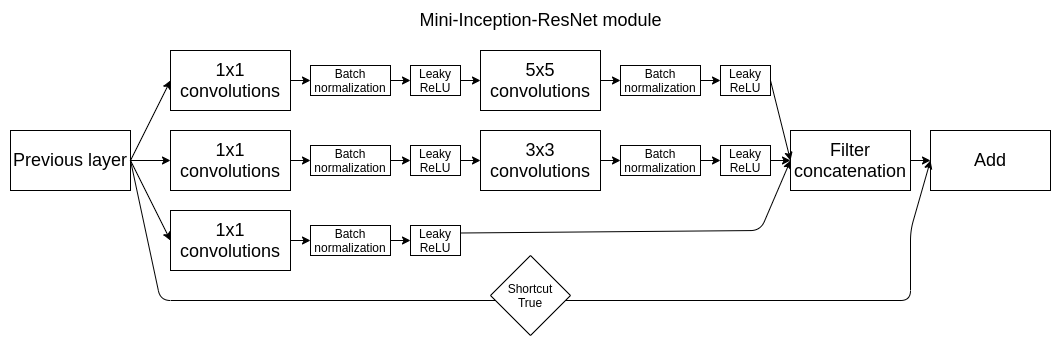 Mini-Inception-ResNet module
1x1
convolutions
Batch
normalization
Leaky
ReLU
5x5
convolutions
Batch
normalization
Leaky
ReLU
Previous layer
1x1
convolutions
Batch
normalization
Leaky
ReLU
3x3
convolutions
Batch
normalization
Leaky
ReLU
Filter
concatenation
Add
1x1
convolutions
Batch
normalization
Leaky
ReLU
Shortcut
True